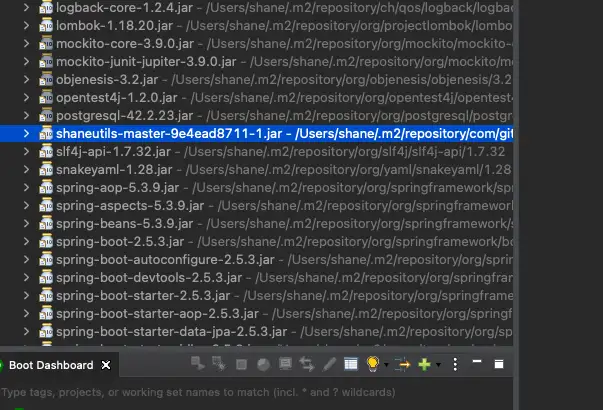 logback-core-1.2.4.jar - /Users/shane/.m2/repository/ch/qos/logback/logback
lombok-1.18.20.jar - /Users/shane/.m2/repository/org/projectlombok/lombo
mockito-core-3.9.0.jar - /Users/shane/.m2/repository/org/mockito/mockito-
mockito-junit-jupiter-3.9.0.jar - /Users/shane/.m2/repository/org/mockito/mo
objenesis-3.2.jar - /Users/shane/.m2/repository/org/objenesis/objenesis/3.2
opentest4j-1.2.0.jar - /Users/shane/.m2/repository/org/opentest4j/opentest4
postgresql-42.2.23.jar - /Users/shane/.m2/repository/org/postgresql/postg
shaneutils-master-9e4ead8711-1.jar - /Users/shane/.m2/repository/com/git
slf4j-api-1.7.32.jar - /Users/shane/.m2/repository/org/slf4j/slf4j-api/1.7.32
snakeyaml-1.28.jar - /Users/shane/.m2/repository/org/yaml/snakeyaml/1.28
spring-aop-5.3.9.jar - /Users/shane/.m2/repository/org/springframework/sp
spring-aspects-5.3.9.jar - /Users/shane/.m2/repository/org/springframework
spring-beans-5.3.9.jar - /Users/shane/.m2/repository/org/springframework/s
spring-boot-2.5.3.jar - /Users/shane/.m2/repository/org/springframework/bo
spring-boot-autoconfigure-2.5.3.jar - /Users/shane/.m2/repository/org/sprin
spring-boot-devtools-2.5.3.jar - /Users/shane/.m2/repository/org/springfram
spring-boot-starter-2.5.3.jar - /Users/shane/.m2/repository/org/springframe
spring-boot-starter-aop-2.5.3.jar - /Users/shane/.m2/repository/org/springf
spring-boot-starter-data-jpa-2.5.3.jar - /Users/shane/.m2/repository/org/sp
Boot Dashboard
Type tags, projects, or working set names to match (incl. * and ? wildcards)